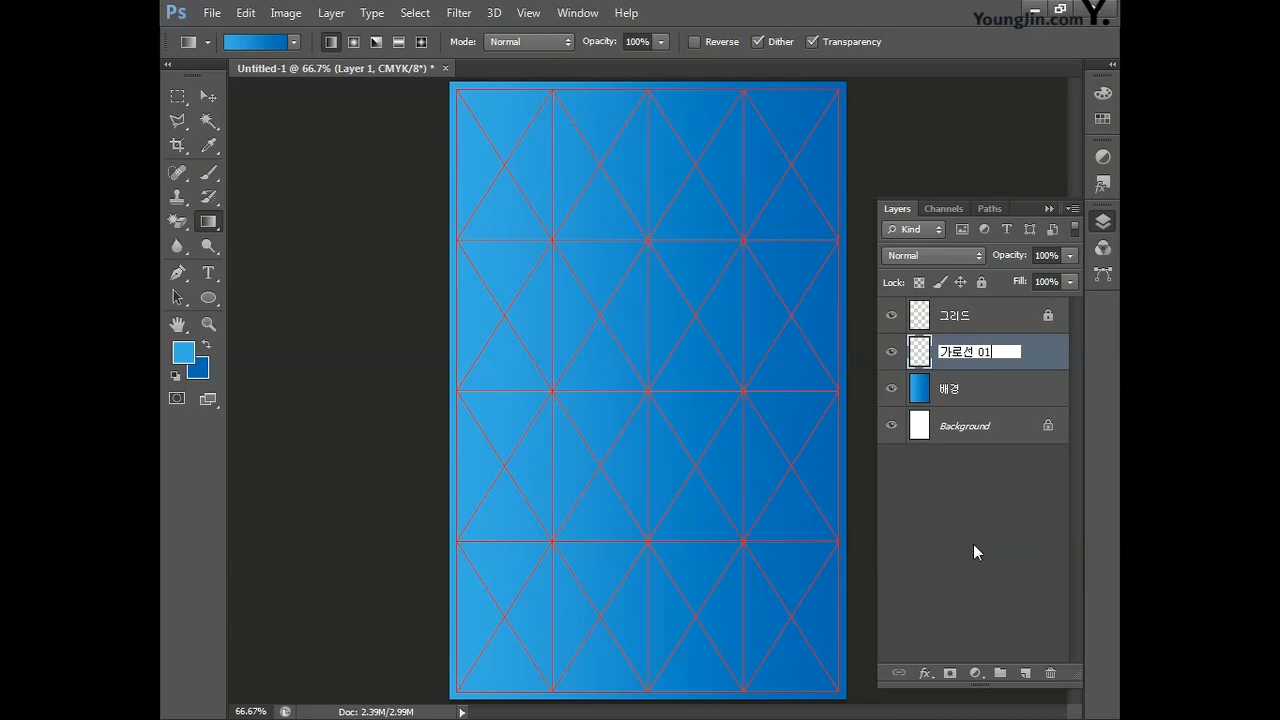 Ps File Edit Image Layer Type Select Filter 3D View Window Help
YoungJin.com Y.
Mode: Normal Opacity: 100% Reverse Dither Transparency
Untitled-1 @ 66.7% (Layer 1, CMYK/8*) * ×
Layers Channels Paths
Kind
Normal Opacity: 100%
Lock: Fill: 100%
그리드
가로선 01
배경
Background
66.67% Doc: 2.39M/2.99M